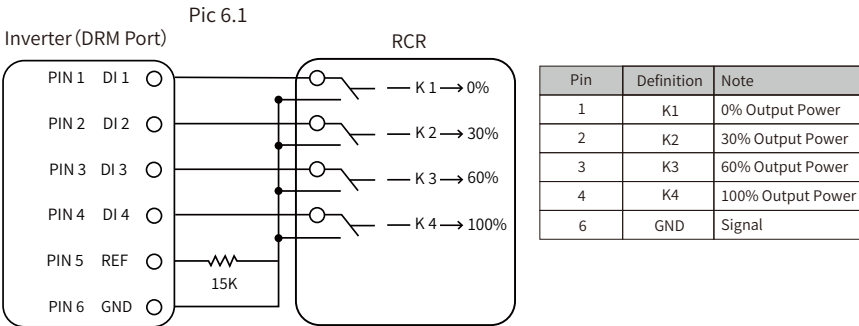 Pic 6.1
Inverter (DRM Port)
RCR
PIN 1 DI 1
K 1 → 0%
PIN 2 DI 2
K 2 → 30%
PIN 3 DI 3
K 3 → 60%
PIN 4 DI 4
K 4 → 100%
PIN 5 REF
15K
PIN 6 GND
Pin Definition Note
1 K1 0% Output Power
2 K2 30% Output Power
3 K3 60% Output Power
4 K4 100% Output Power
6 GND Signal